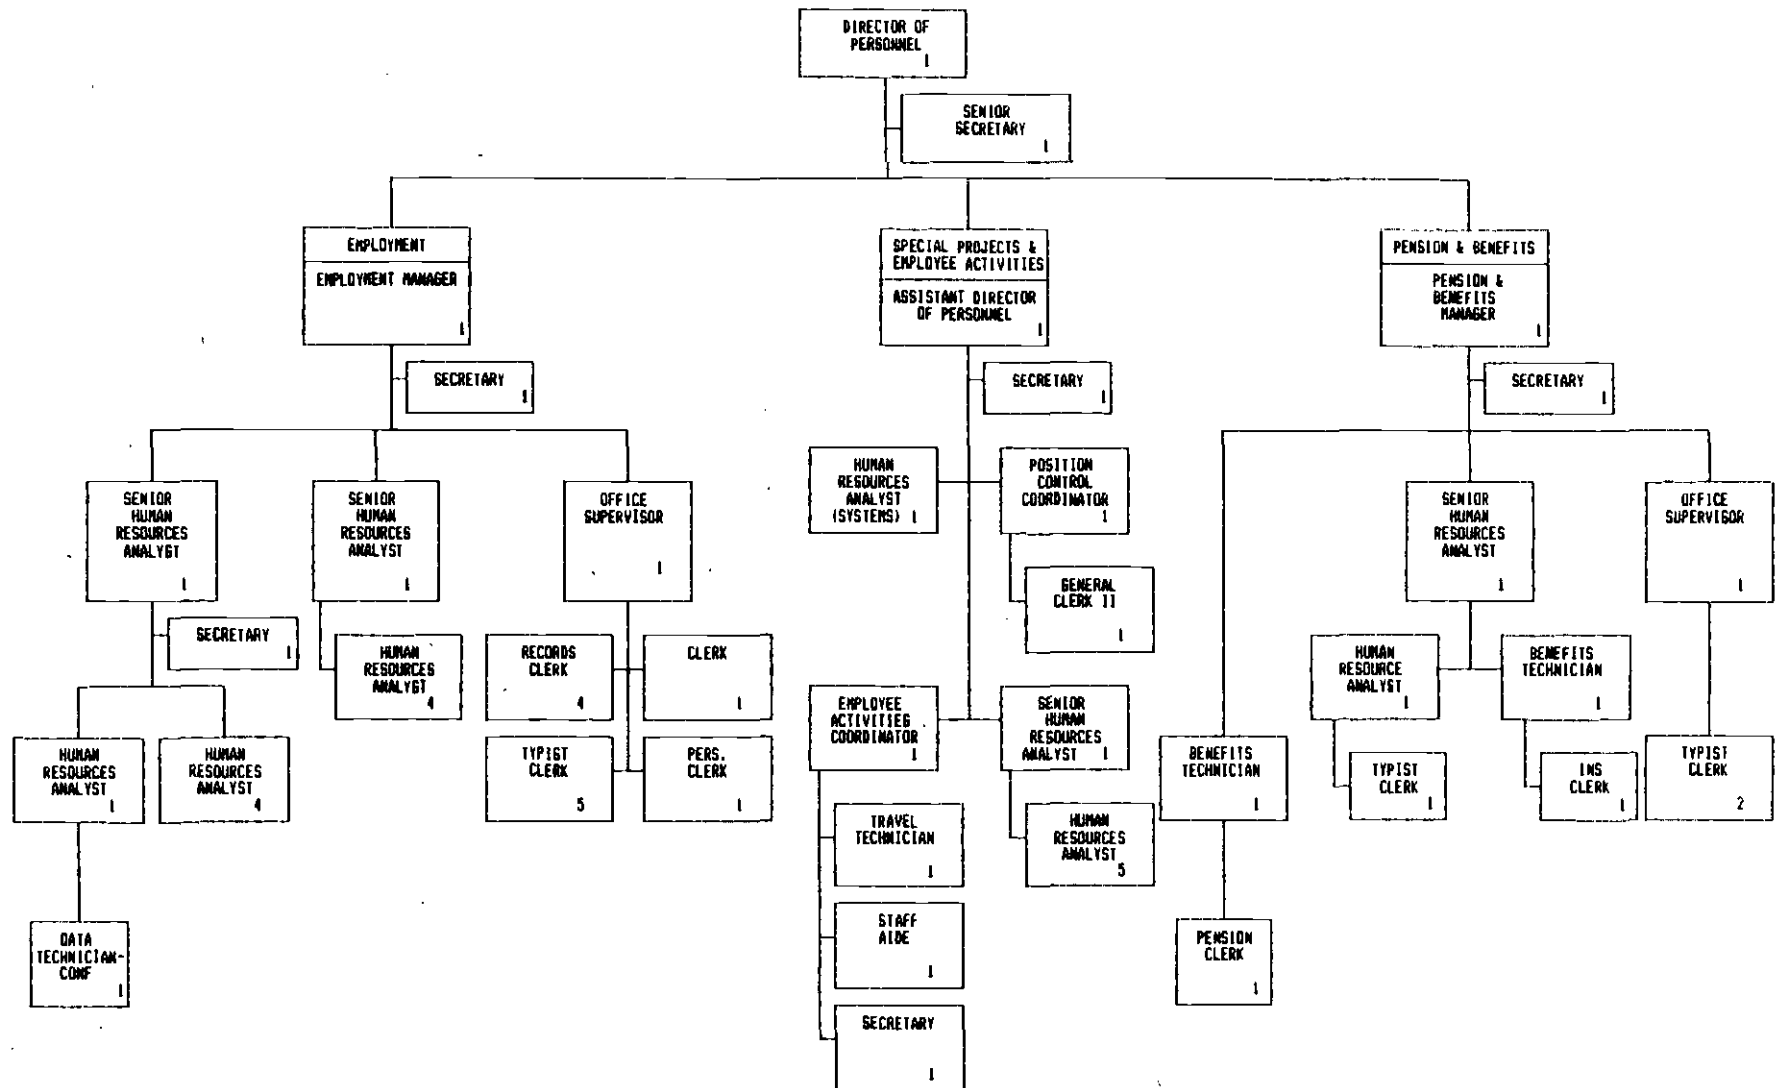 DIRECTOR OF
PERSONNEL
1
SENIOR
SECRETARY
1
EMPLOYMENT
EMPLOYMENT MANAGER
1
SPECIAL PROJECTS &
EMPLOYEE ACTIVITIES
ASSISTANT DIRECTOR
OF PERSONNEL
1
PENSION & BENEFITS
PENSION &
BENEFITS
MANAGER
1
SECRETARY
1
SECRETARY
1
SECRETARY
1
SENIOR
HUMAN
RESOURCES
ANALYST
1
SENIOR
HUMAN
RESOURCES
ANALYST
1
OFFICE
SUPERVISOR
1
HUMAN
RESOURCES
ANALYST
(SYSTEMS) 1
POSITION
CONTROL
COORDINATOR
1
GENERAL
CLERK II
1
SENIOR
HUMAN
RESOURCES
ANALYST
1
OFFICE
SUPERVISOR
1
SECRETARY
1
HUMAN
RESOURCES
ANALYST
4
RECORDS
CLERK
4
CLERK
1
TYPIST
CLERK
5
PERS.
CLERK
1
HUMAN
RESOURCES
ANALYST
1
HUMAN
RESOURCES
ANALYST
4
DATA
TECHNICIAN-
CONF
1
EMPLOYEE
ACTIVITIES
COORDINATOR
1
SENIOR
HUMAN
RESOURCES
ANALYST 1
TRAVEL
TECHNICIAN
1
HUMAN
RESOURCES
ANALYST
5
STAFF
AIDE
1
SECRETARY
1
HUMAN
RESOURCE
ANALYST
1
BENEFITS
TECHNICIAN
1
BENEFITS
TECHNICIAN
1
TYPIST
CLERK
1
INS
CLERK
1
TYPIST
CLERK
2
PENSION
CLERK
1